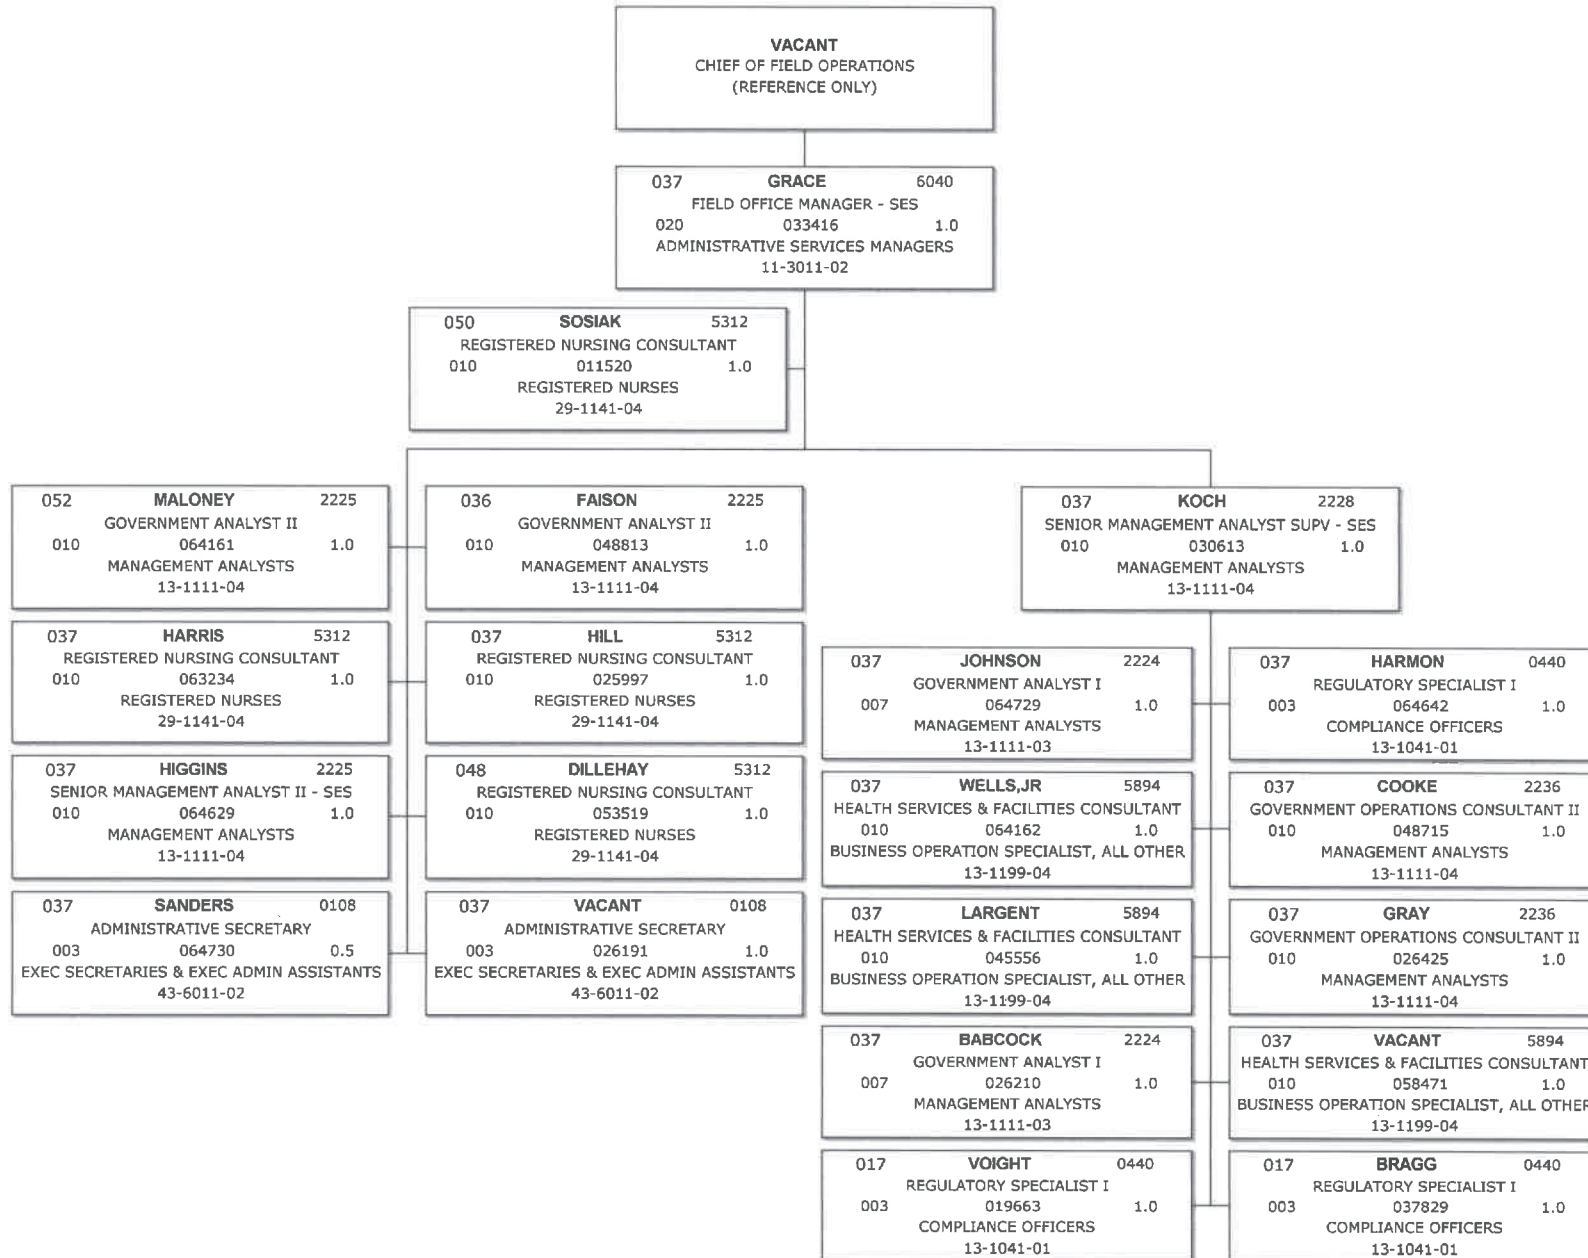 VACANT
CHIEF OF FIELD OPERATIONS
(REFERENCE ONLY)
037 GRACE 6040
FIELD OFFICE MANAGER - SES
020 033416 1.0
ADMINISTRATIVE SERVICES MANAGERS
11-3011-02
050 SOSIAK 5312
REGISTERED NURSING CONSULTANT
010 011520 1.0
REGISTERED NURSES
29-1141-04
052 MALONEY 2225
GOVERNMENT ANALYST II
010 064161 1.0
MANAGEMENT ANALYSTS
13-1111-04
036 FAISON 2225
GOVERNMENT ANALYST II
010 048813 1.0
MANAGEMENT ANALYSTS
13-1111-04
037 HARRIS 5312
REGISTERED NURSING CONSULTANT
010 063234 1.0
REGISTERED NURSES
29-1141-04
037 HILL 5312
REGISTERED NURSING CONSULTANT
010 025997 1.0
REGISTERED NURSES
29-1141-04
037 HIGGINS 2225
SENIOR MANAGEMENT ANALYST II - SES
010 064629 1.0
MANAGEMENT ANALYSTS
13-1111-04
048 DILLEHAY 5312
REGISTERED NURSING CONSULTANT
010 053519 1.0
REGISTERED NURSES
29-1141-04
037 SANDERS 0108
ADMINISTRATIVE SECRETARY
003 064730 0.5
EXEC SECRETARIES & EXEC ADMIN ASSISTANTS
43-6011-02
037 VACANT 0108
ADMINISTRATIVE SECRETARY
003 026191 1.0
EXEC SECRETARIES & EXEC ADMIN ASSISTANTS
43-6011-02
037 KOCH 2228
SENIOR MANAGEMENT ANALYST SUPV - SES
010 030613 1.0
MANAGEMENT ANALYSTS
13-1111-04
037 JOHNSON 2224
GOVERNMENT ANALYST I
007 064729 1.0
MANAGEMENT ANALYSTS
13-1111-03
037 HARMON 0440
REGULATORY SPECIALIST I
003 064642 1.0
COMPLIANCE OFFICERS
13-1041-01
037 WELLS,JR 5894
HEALTH SERVICES & FACILITIES CONSULTANT
010 064162 1.0
BUSINESS OPERATION SPECIALIST, ALL OTHER
13-1199-04
037 COOKE 2236
GOVERNMENT OPERATIONS CONSULTANT II
010 048715 1.0
MANAGEMENT ANALYSTS
13-1111-04
037 LARGENT 5894
HEALTH SERVICES & FACILITIES CONSULTANT
010 045556 1.0
BUSINESS OPERATION SPECIALIST, ALL OTHER
13-1199-04
037 GRAY 2236
GOVERNMENT OPERATIONS CONSULTANT II
010 026425 1.0
MANAGEMENT ANALYSTS
13-1111-04
037 BABCOCK 2224
GOVERNMENT ANALYST I
007 026210 1.0
MANAGEMENT ANALYSTS
13-1111-03
037 VACANT 5894
HEALTH SERVICES & FACILITIES CONSULTANT
010 058471 1.0
BUSINESS OPERATION SPECIALIST, ALL OTHER
13-1199-04
017 VOIGHT 0440
REGULATORY SPECIALIST I
003 019663 1.0
COMPLIANCE OFFICERS
13-1041-01
017 BRAGG 0440
REGULATORY SPECIALIST I
003 037829 1.0
COMPLIANCE OFFICERS
13-1041-01